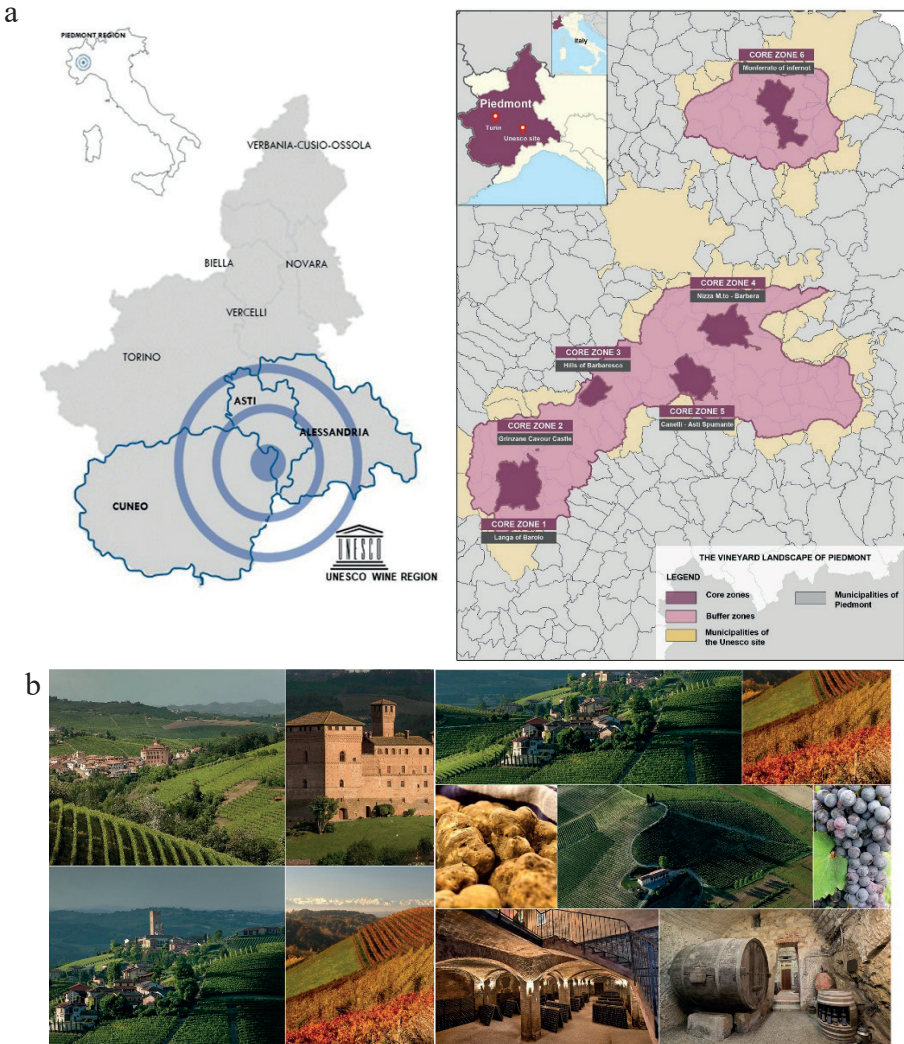 a
PIEDMONT REGION
VERBANIA-CUSIO-OSSOLA
BIELLA
NOVARA
VERCELLI
TORINO
ASTI
ALESSANDRIA
CUNEO
UNESCO
UNESCO WINE REGION
Italy
Piedmont
Turin
Unesco site
CORE ZONE 6
Monferrato of Infernot
CORE ZONE 4
Nizza M.to - Barbera
CORE ZONE 3
Hills of Barbaresco
CORE ZONE 5
Canelli - Asti Spumante
CORE ZONE 2
Grinzane Cavour Castle
CORE ZONE 1
Langa of Barolo
THE VINEYARD LANDSCAPE OF PIEDMONT
LEGEND
Core zones
Buffer zones
Municipalities of
the Unesco site
Municipalities of
Piedmont
b